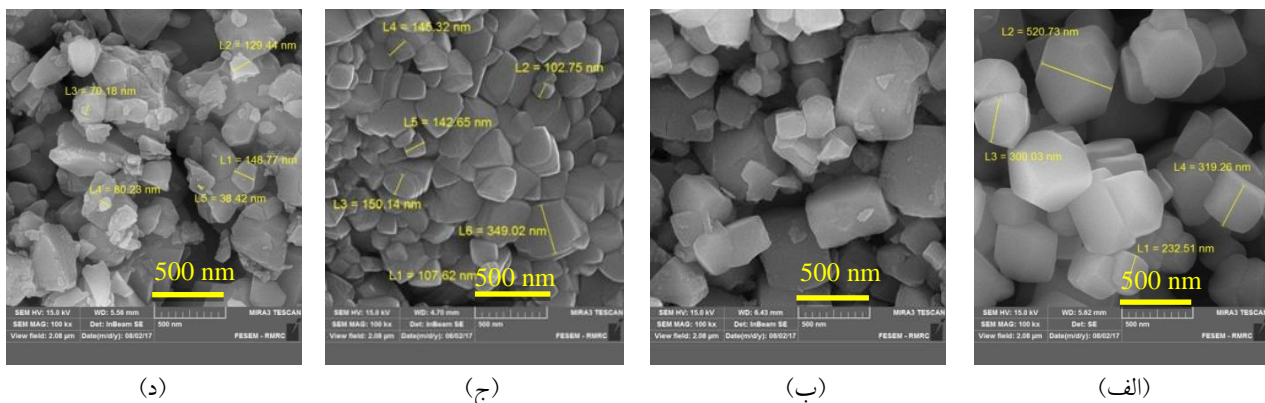 L2 = 129.44 nm
L3 = 70.18 nm
L1 = 148.77 nm
L4 = 80.23 nm
L5 = 38.42 nm
500 nm
SEM HV: 15.0 kV WD: 5.56 mm MIRA3 TESCAN
SEM MAG: 100 kx Det: InBeam SE 500 nm
View field: 2.08 µm Date(m/d/y): 08/02/17 FESEM - RMRC
(د)
L4 = 145.32 nm
L2 = 102.75 nm
L5 = 142.65 nm
L3 = 150.14 nm
L6 = 349.02 nm
L1 = 107.62 nm
500 nm
SEM HV: 15.0 kV WD: 4.70 mm MIRA3 TESCAN
SEM MAG: 100 kx Det: InBeam SE 500 nm
View field: 2.08 µm Date(m/d/y): 08/02/17 FESEM - RMRC
(ج)
500 nm
SEM HV: 15.0 kV WD: 6.43 mm MIRA3 TESCAN
SEM MAG: 100 kx Det: InBeam SE 500 nm
View field: 2.08 µm Date(m/d/y): 08/02/17 FESEM - RMRC
(ب)
L2 = 520.73 nm
L3 = 300.03 nm
L4 = 319.26 nm
L1 = 232.51 nm
500 nm
SEM HV: 15.0 kV WD: 5.62 mm MIRA3 TESCAN
SEM MAG: 100 kx Det: InBeam SE 500 nm
View field: 2.08 µm Date(m/d/y): 08/02/17 FESEM - RMRC
(الف)